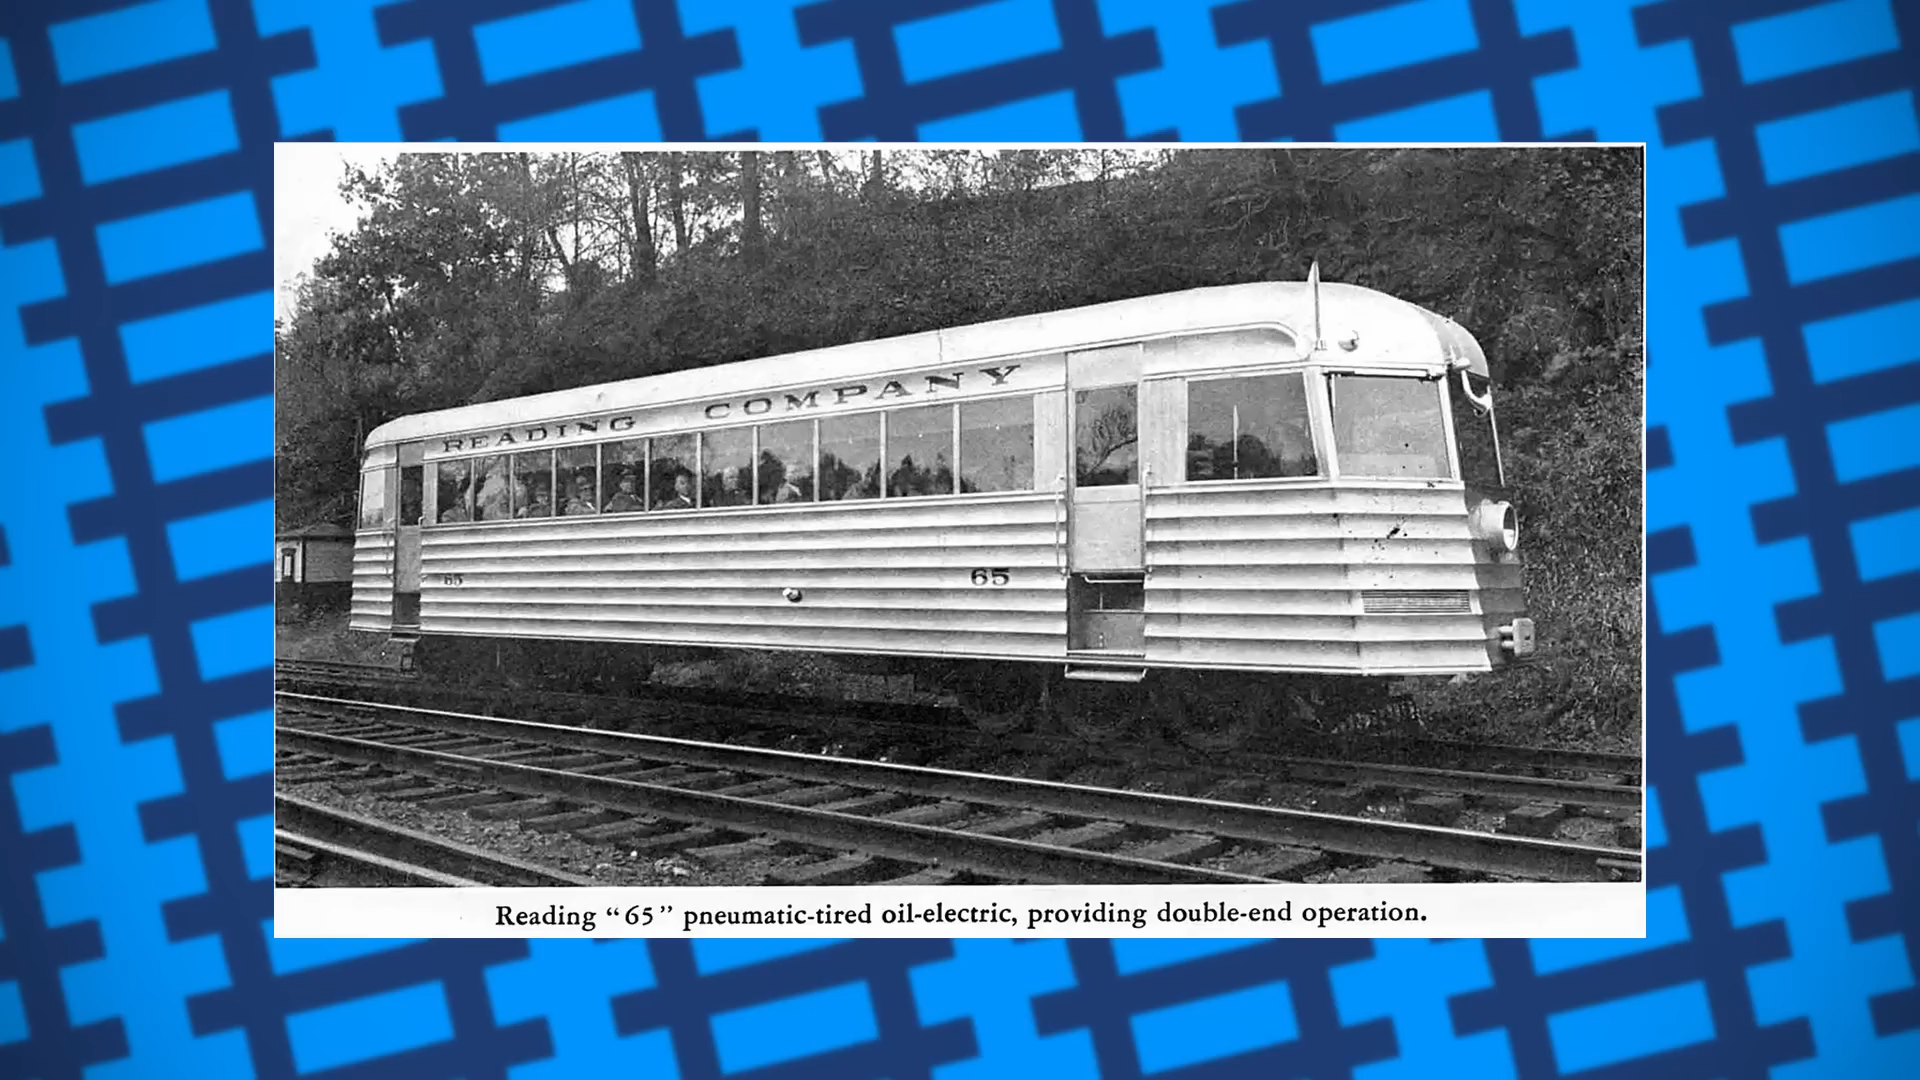 READING COMPANY
65 65
Reading “65” pneumatic-tired oil-electric, providing double-end operation.